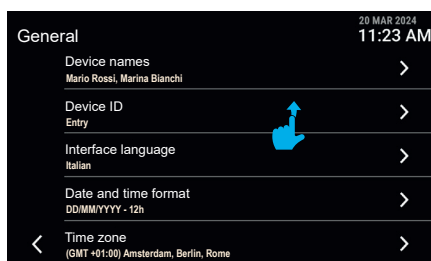 20 MAR 2024
General
11:23 AM
Device names
Mario Rossi, Marina Bianchi
Device ID
Entry
Interface language
Italian
Date and time format
DD/MM/YYYY - 12h
Time zone
(GMT +01:00) Amsterdam, Berlin, Rome